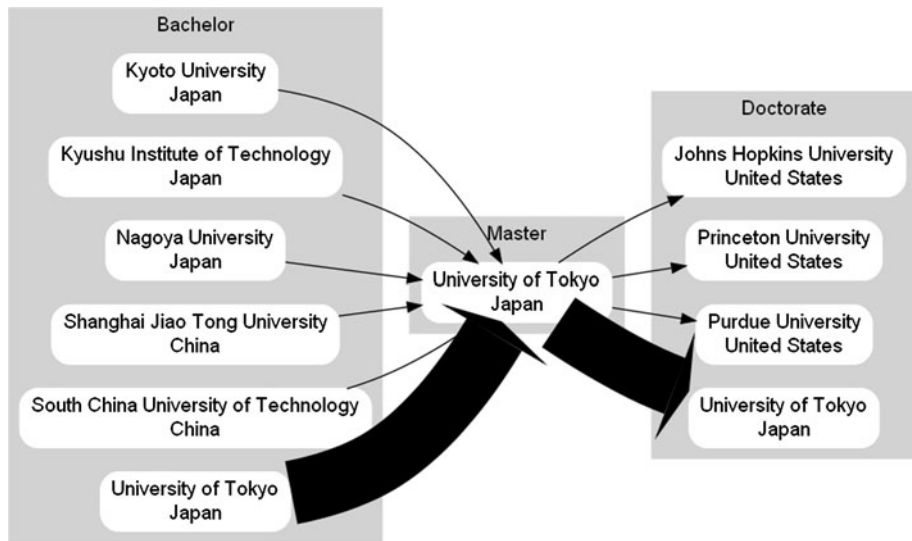 Bachelor
Kyoto University
Japan
Kyushu Institute of Technology
Japan
Nagoya University
Japan
Shanghai Jiao Tong University
China
South China University of Technology
China
University of Tokyo
Japan
Master
University of Tokyo
Japan
Doctorate
Johns Hopkins University
United States
Princeton University
United States
Purdue University
United States
University of Tokyo
Japan